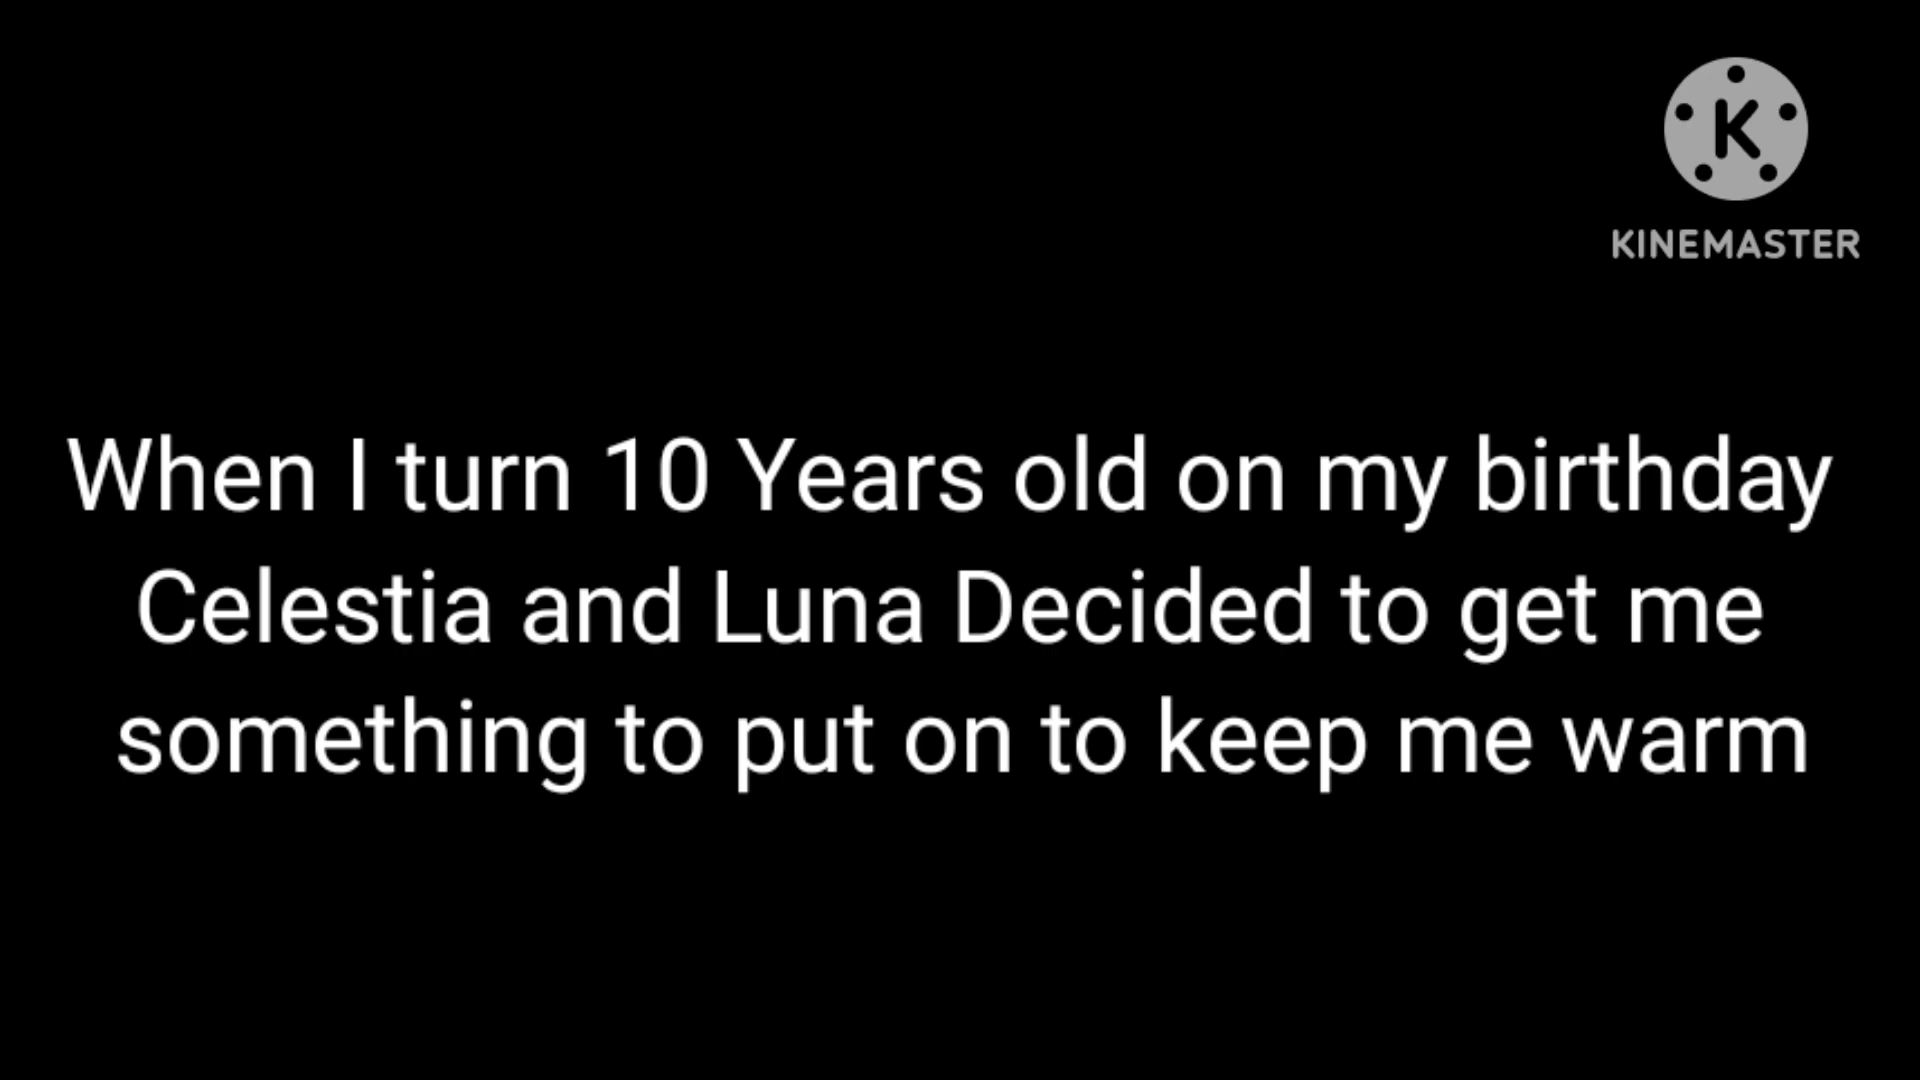 K
KINEMASTER
When I turn 10 Years old on my birthday
Celestia and Luna Decided to get me
something to put on to keep me warm